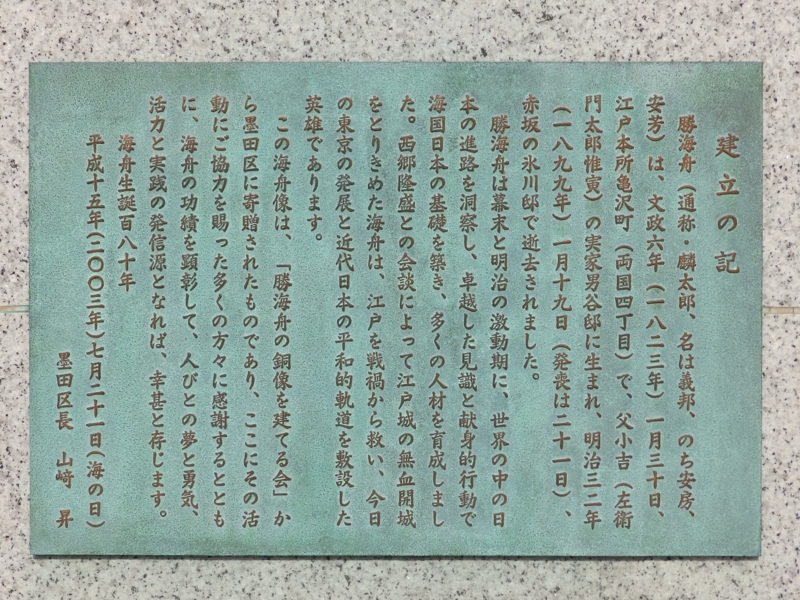 建立の記
勝海舟（通称・麟太郎、名は義邦、のち安房、
安芳）は、文政六年（一八二三年）一月三十日、
江戸本所亀沢町（両国四丁目）で、父小吉（左衛
門太郎惟寅）の実家男谷邸に生まれ、明治三二年
（一八九九年）一月十九日（発喪は二十一日）、
赤坂の氷川邸で逝去されました。
勝海舟は幕末と明治の激動期に、世界の中の日
本の進路を洞察し、卓越した見識と献身的行動で
海国日本の基礎を築き、多くの人材を育成しまし
た。西郷隆盛との会談によって江戸城の無血開城
をとりきめた海舟は、江戸を戦禍から救い、今日
の東京の発展と近代日本の平和的軌道を敷設した
英雄であります。
この海舟像は、「勝海舟の銅像を建てる会」か
ら墨田区に寄贈されたものであり、ここにその活
動にご協力を賜った多くの方々に感謝するととも
に、海舟の功績を顕彰して、人びとの夢と勇気、
活力と実践の発信源となれば、幸甚と存じます。
海舟生誕百八十年
平成十五年（二〇〇三年）七月二十一日（海の日）
墨田区長 山﨑 昇